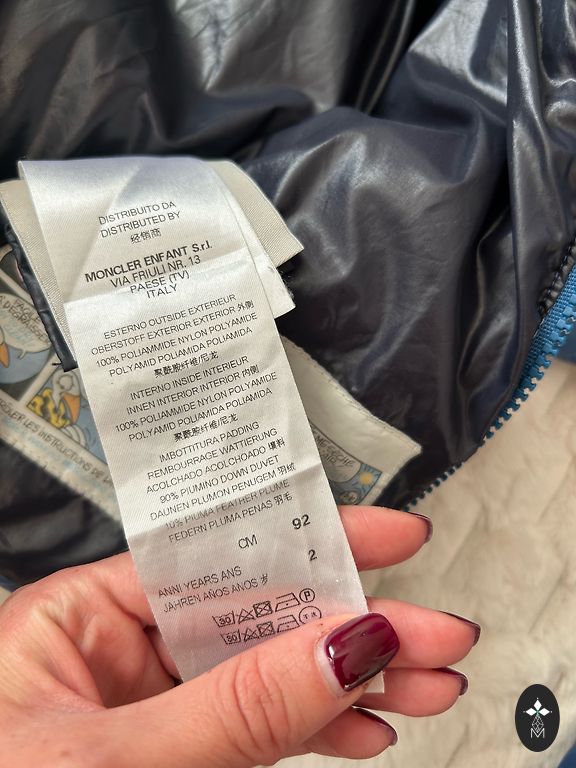 DISTRIBUITO DA
DISTRIBUTED BY
经销商
MONCLER ENFANT S.r.l.
VIA FRIULI NR. 13
PAESE (TV)
ITALY
ESTERNO OUTSIDE EXTERIEUR
OBERSTOFF EXTERIOR EXTERIOR 外侧
100% POLIAMMIDE NYLON POLYAMIDE
POLYAMID POLIAMIDA POLIAMIDA
聚酰胺纤维/尼龙
INTERNO INSIDE INTERIEUR
INNEN INTERIOR INTERIOR 内侧
100% POLIAMMIDE NYLON POLYAMIDE
POLYAMID POLIAMIDA POLIAMIDA
聚酰胺纤维/尼龙
IMBOTTITURA PADDING
REMBOURRAGE WATTIERUNG
ACOLCHADO ACOLCHOADO 填料
90% PIUMINO DOWN DUVET
DAUNEN PLUMON PENUGEM 羽绒
10% PIUMA FEATHER PLUME
FEDERN PLUMA PENAS 羽毛
CM 92
ANNI YEARS ANS 2
JAHREN AÑOS ANOS 岁
30
30
M